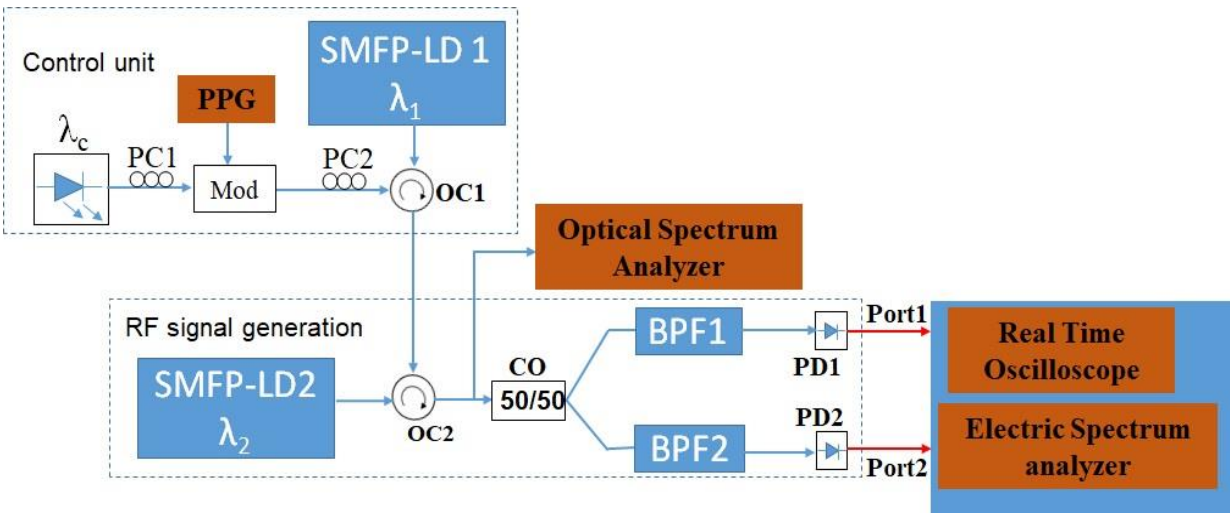 Control unit
SMFP-LD 1
λ₁
PPG
λc
PC1
Mod
PC2
OC1
Optical Spectrum
Analyzer
RF signal generation
SMFP-LD2
λ₂
OC2
CO
50/50
BPF1
BPF2
PD1
PD2
Port1
Port2
Real Time
Oscilloscope
Electric Spectrum
analyzer